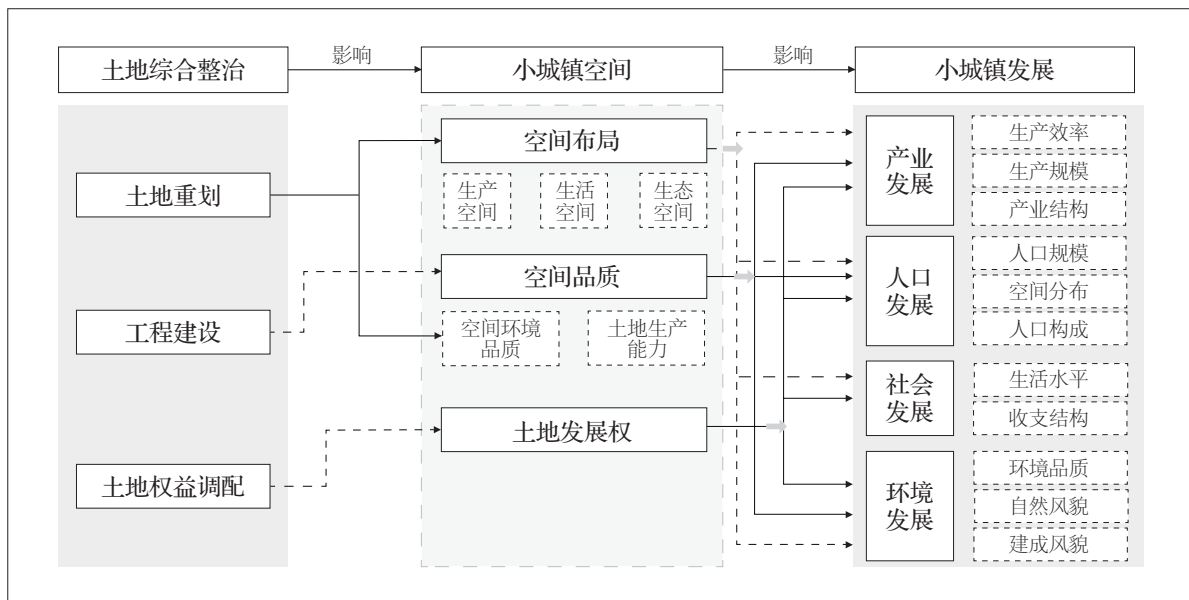 土地综合整治
影响
小城镇空间
影响
小城镇发展
土地重划
工程建设
土地权益调配
空间布局
生产
空间
生活
空间
生态
空间
空间品质
空间环境
品质
土地生产
能力
土地发展权
产业
发展
生产效率
生产规模
产业结构
人口
发展
人口规模
空间分布
人口构成
社会
发展
生活水平
收支结构
环境
发展
环境品质
自然风貌
建成风貌